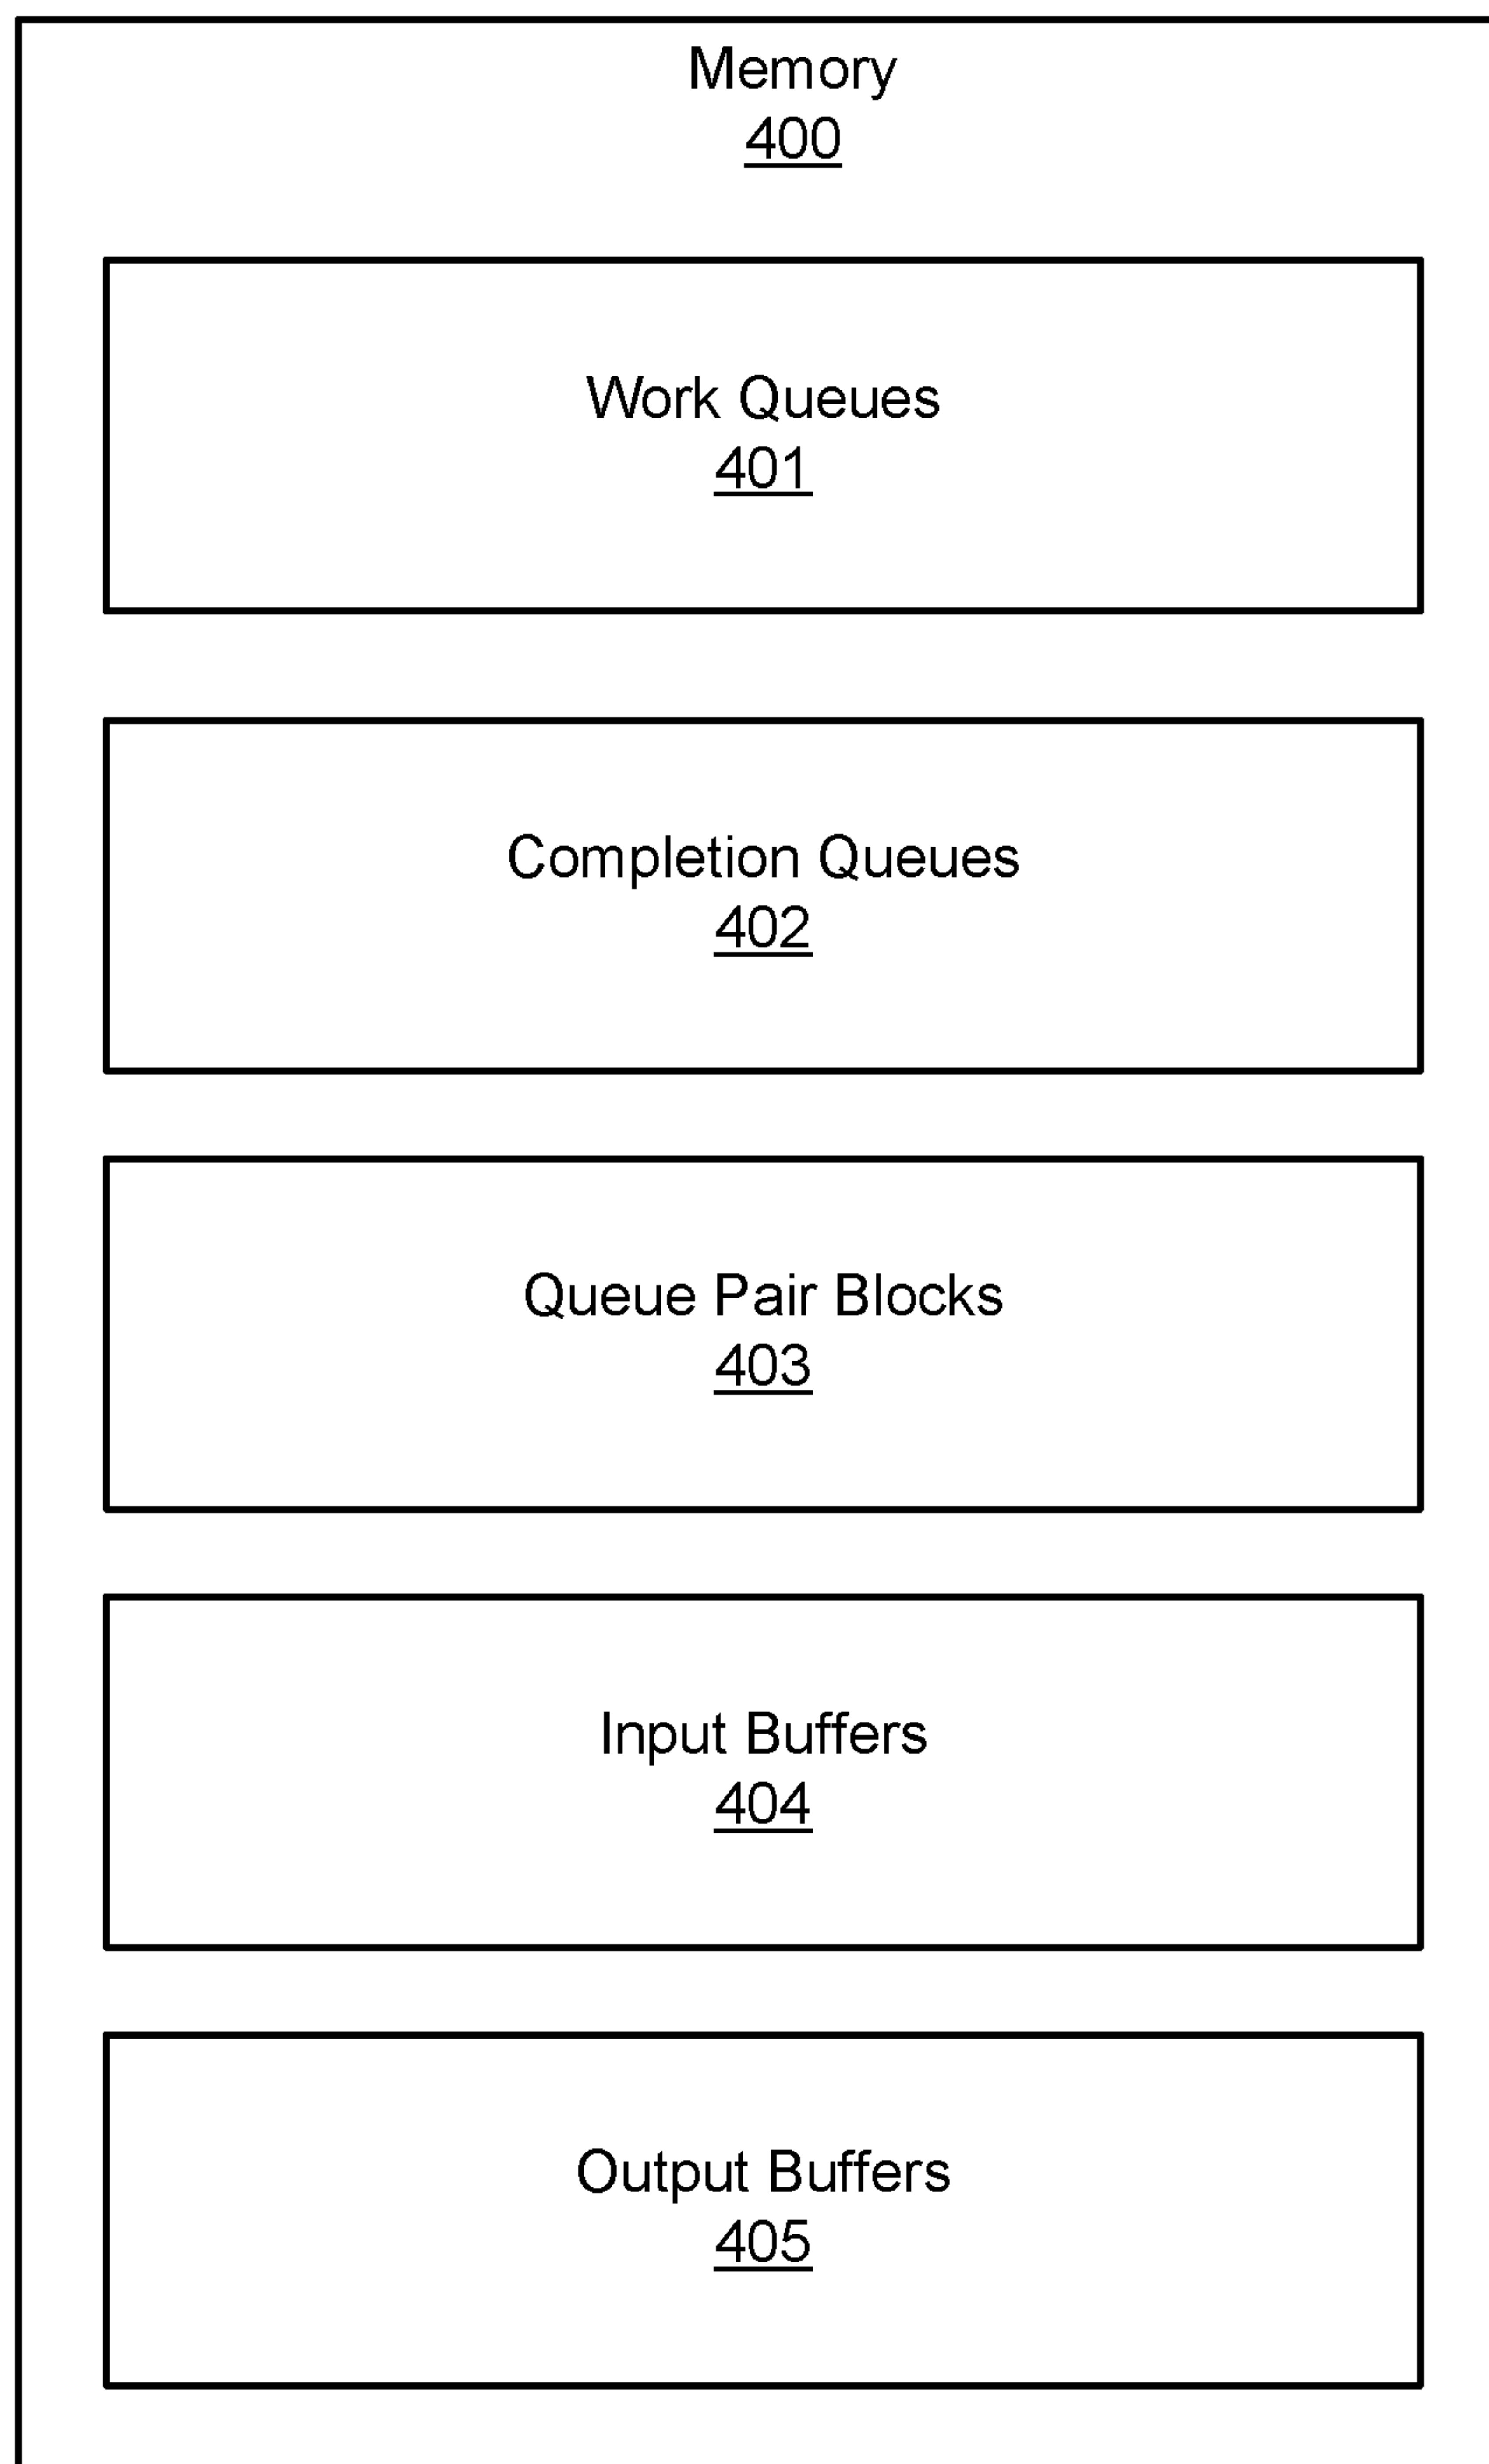 Memory
400
Work Queues
401
Completion Queues
402
Queue Pair Blocks
403
Input Buffers
404
Output Buffers
405